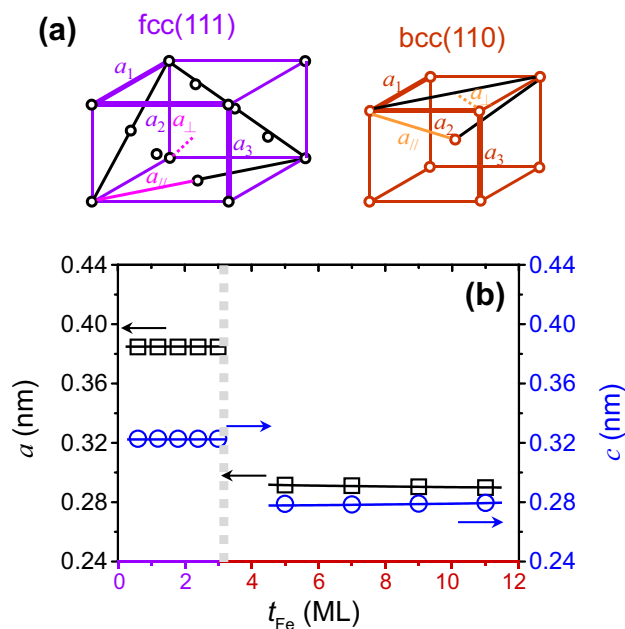 (a) fcc(111) bcc(110)
a₁ a₁
a₂ a⊥ a₂ a⊥
a₃ a₃
a// a//
(b)
0.44 0.44
0.40 0.40
0.36 0.36
0.32 0.32
0.28 0.28
0.24 0.24
a (nm)
c (nm)
0 2 4 6 8 10 12
t_Fe (ML)